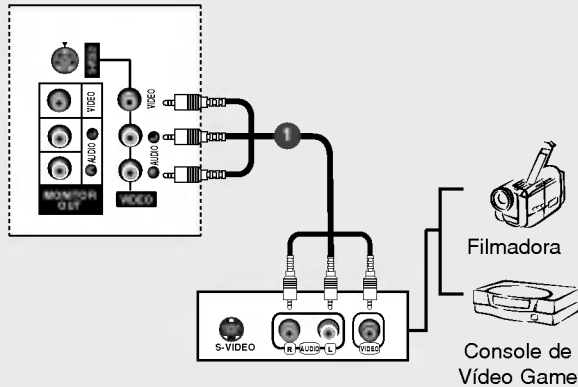 VIDEO
AUDIO
MONITOR
OUT
VIDEO
AUDIO
VIDEO
1
S-VIDEO
R
AUDIO
L
VIDEO
Filmadora
Console de
Vídeo Game